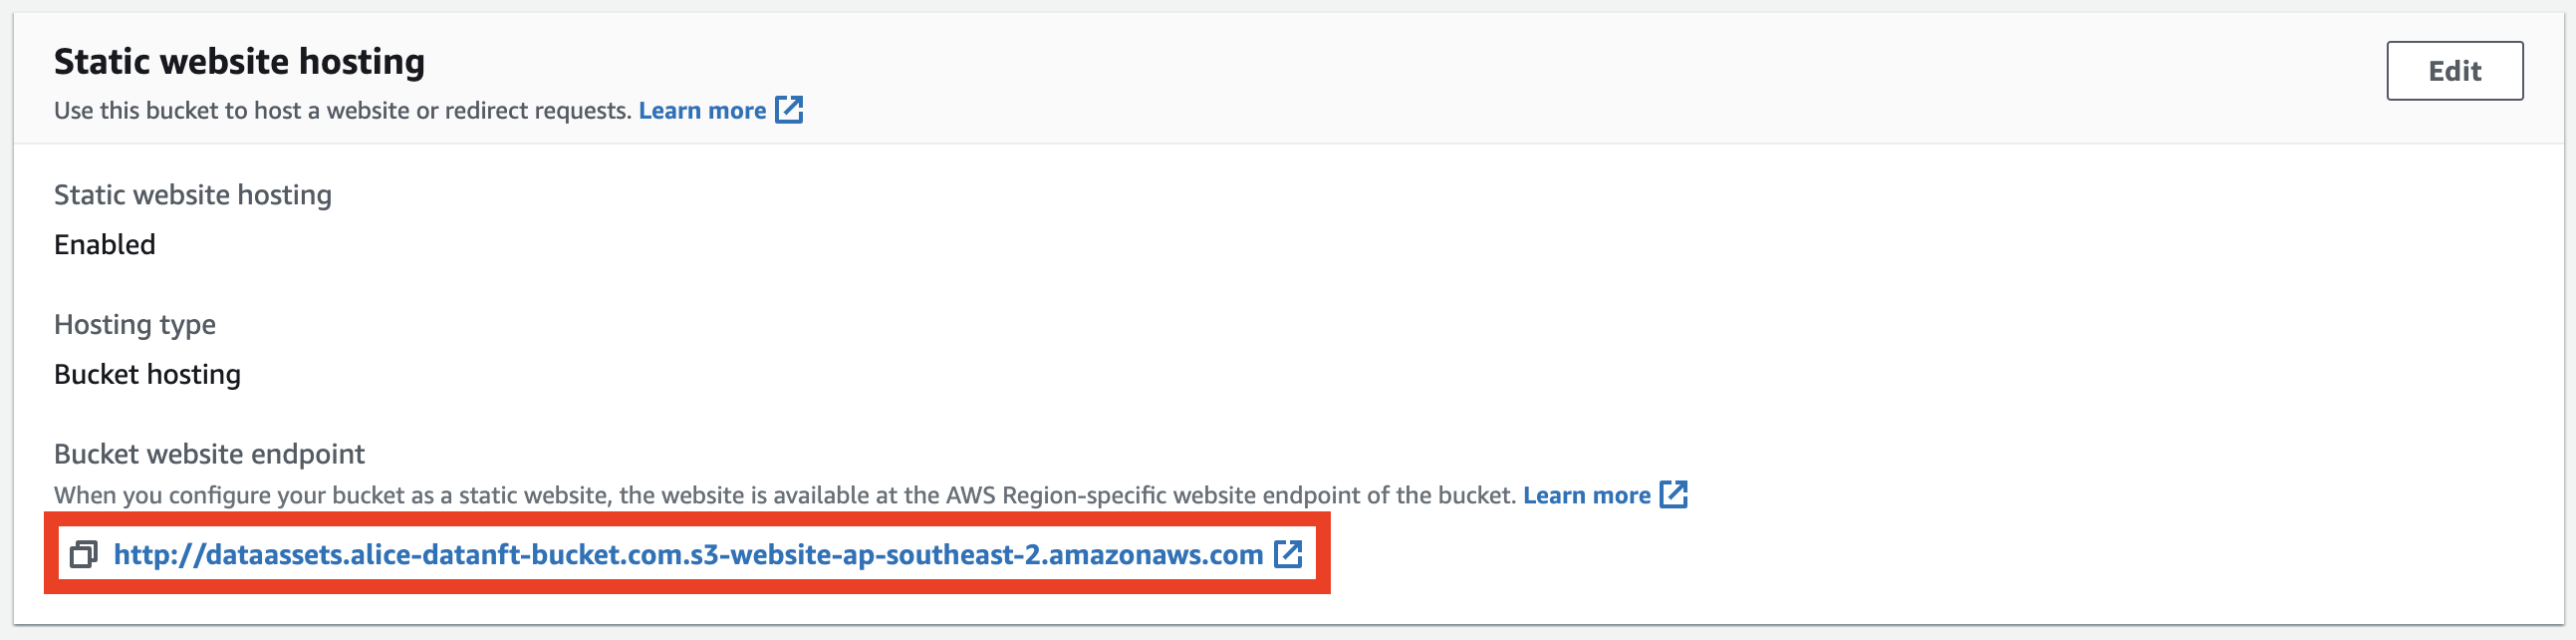 Static website hosting
Edit
Use this bucket to host a website or redirect requests. Learn more
Static website hosting
Enabled
Hosting type
Bucket hosting
Bucket website endpoint
When you configure your bucket as a static website, the website is available at the AWS Region-specific website endpoint of the bucket. Learn more
http://dataassets.alice-datanft-bucket.com.s3-website-ap-southeast-2.amazonaws.com